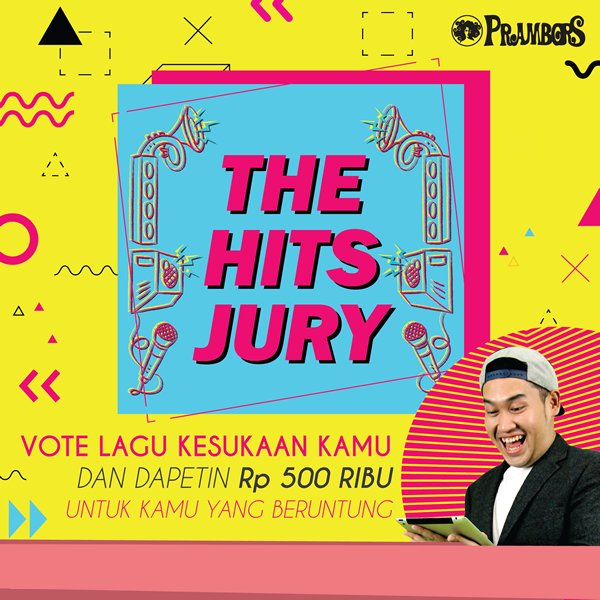 PRAMBORS
THE
HITS
JURY
VOTE LAGU KESUKAAN KAMU
DAN DAPETIN Rp 500 RIBU
UNTUK KAMU YANG BERUNTUNG